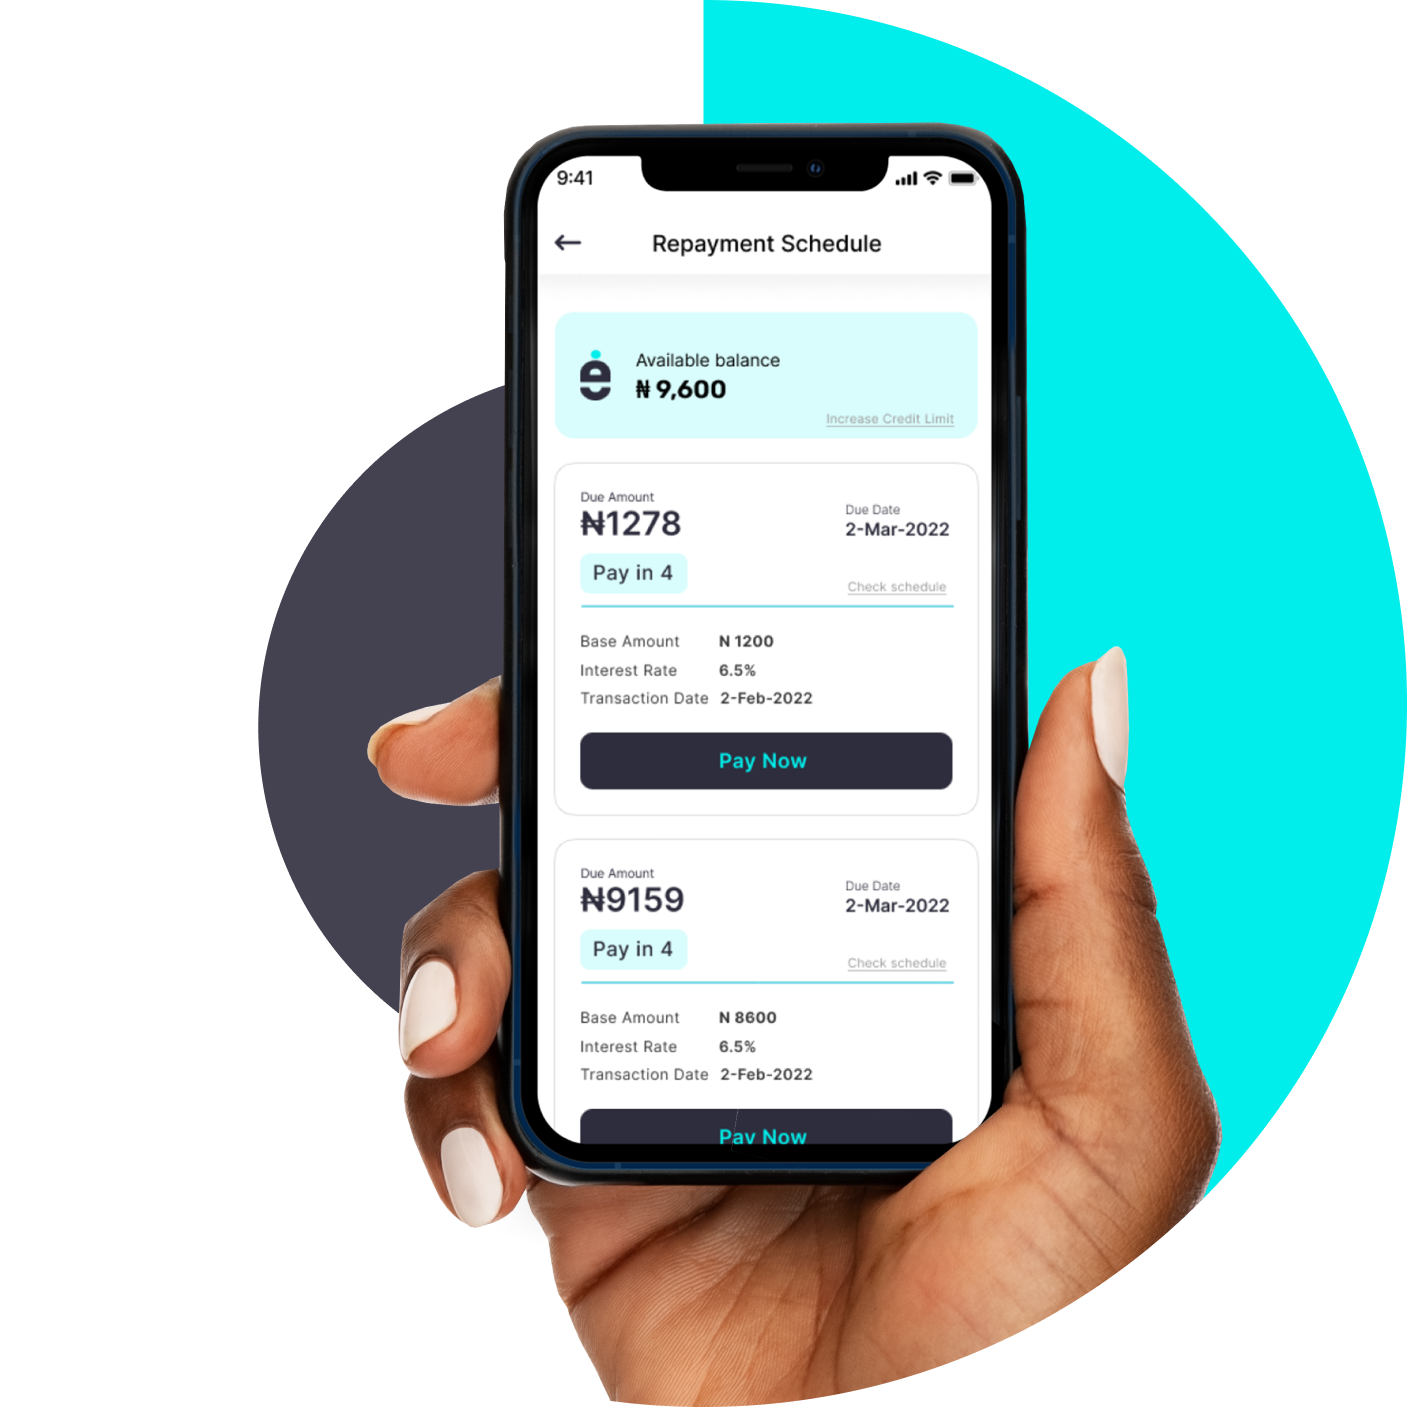 9:41
Repayment Schedule
Available balance
₦ 9,600
Increase Credit Limit
Due Amount
₦1278
Due Date
2-Mar-2022
Pay in 4
Check schedule
Base Amount N 1200
Interest Rate 6.5%
Transaction Date 2-Feb-2022
Pay Now
Due Amount
₦9159
Due Date
2-Mar-2022
Pay in 4
Check schedule
Base Amount N 8600
Interest Rate 6.5%
Transaction Date 2-Feb-2022
Pay Now